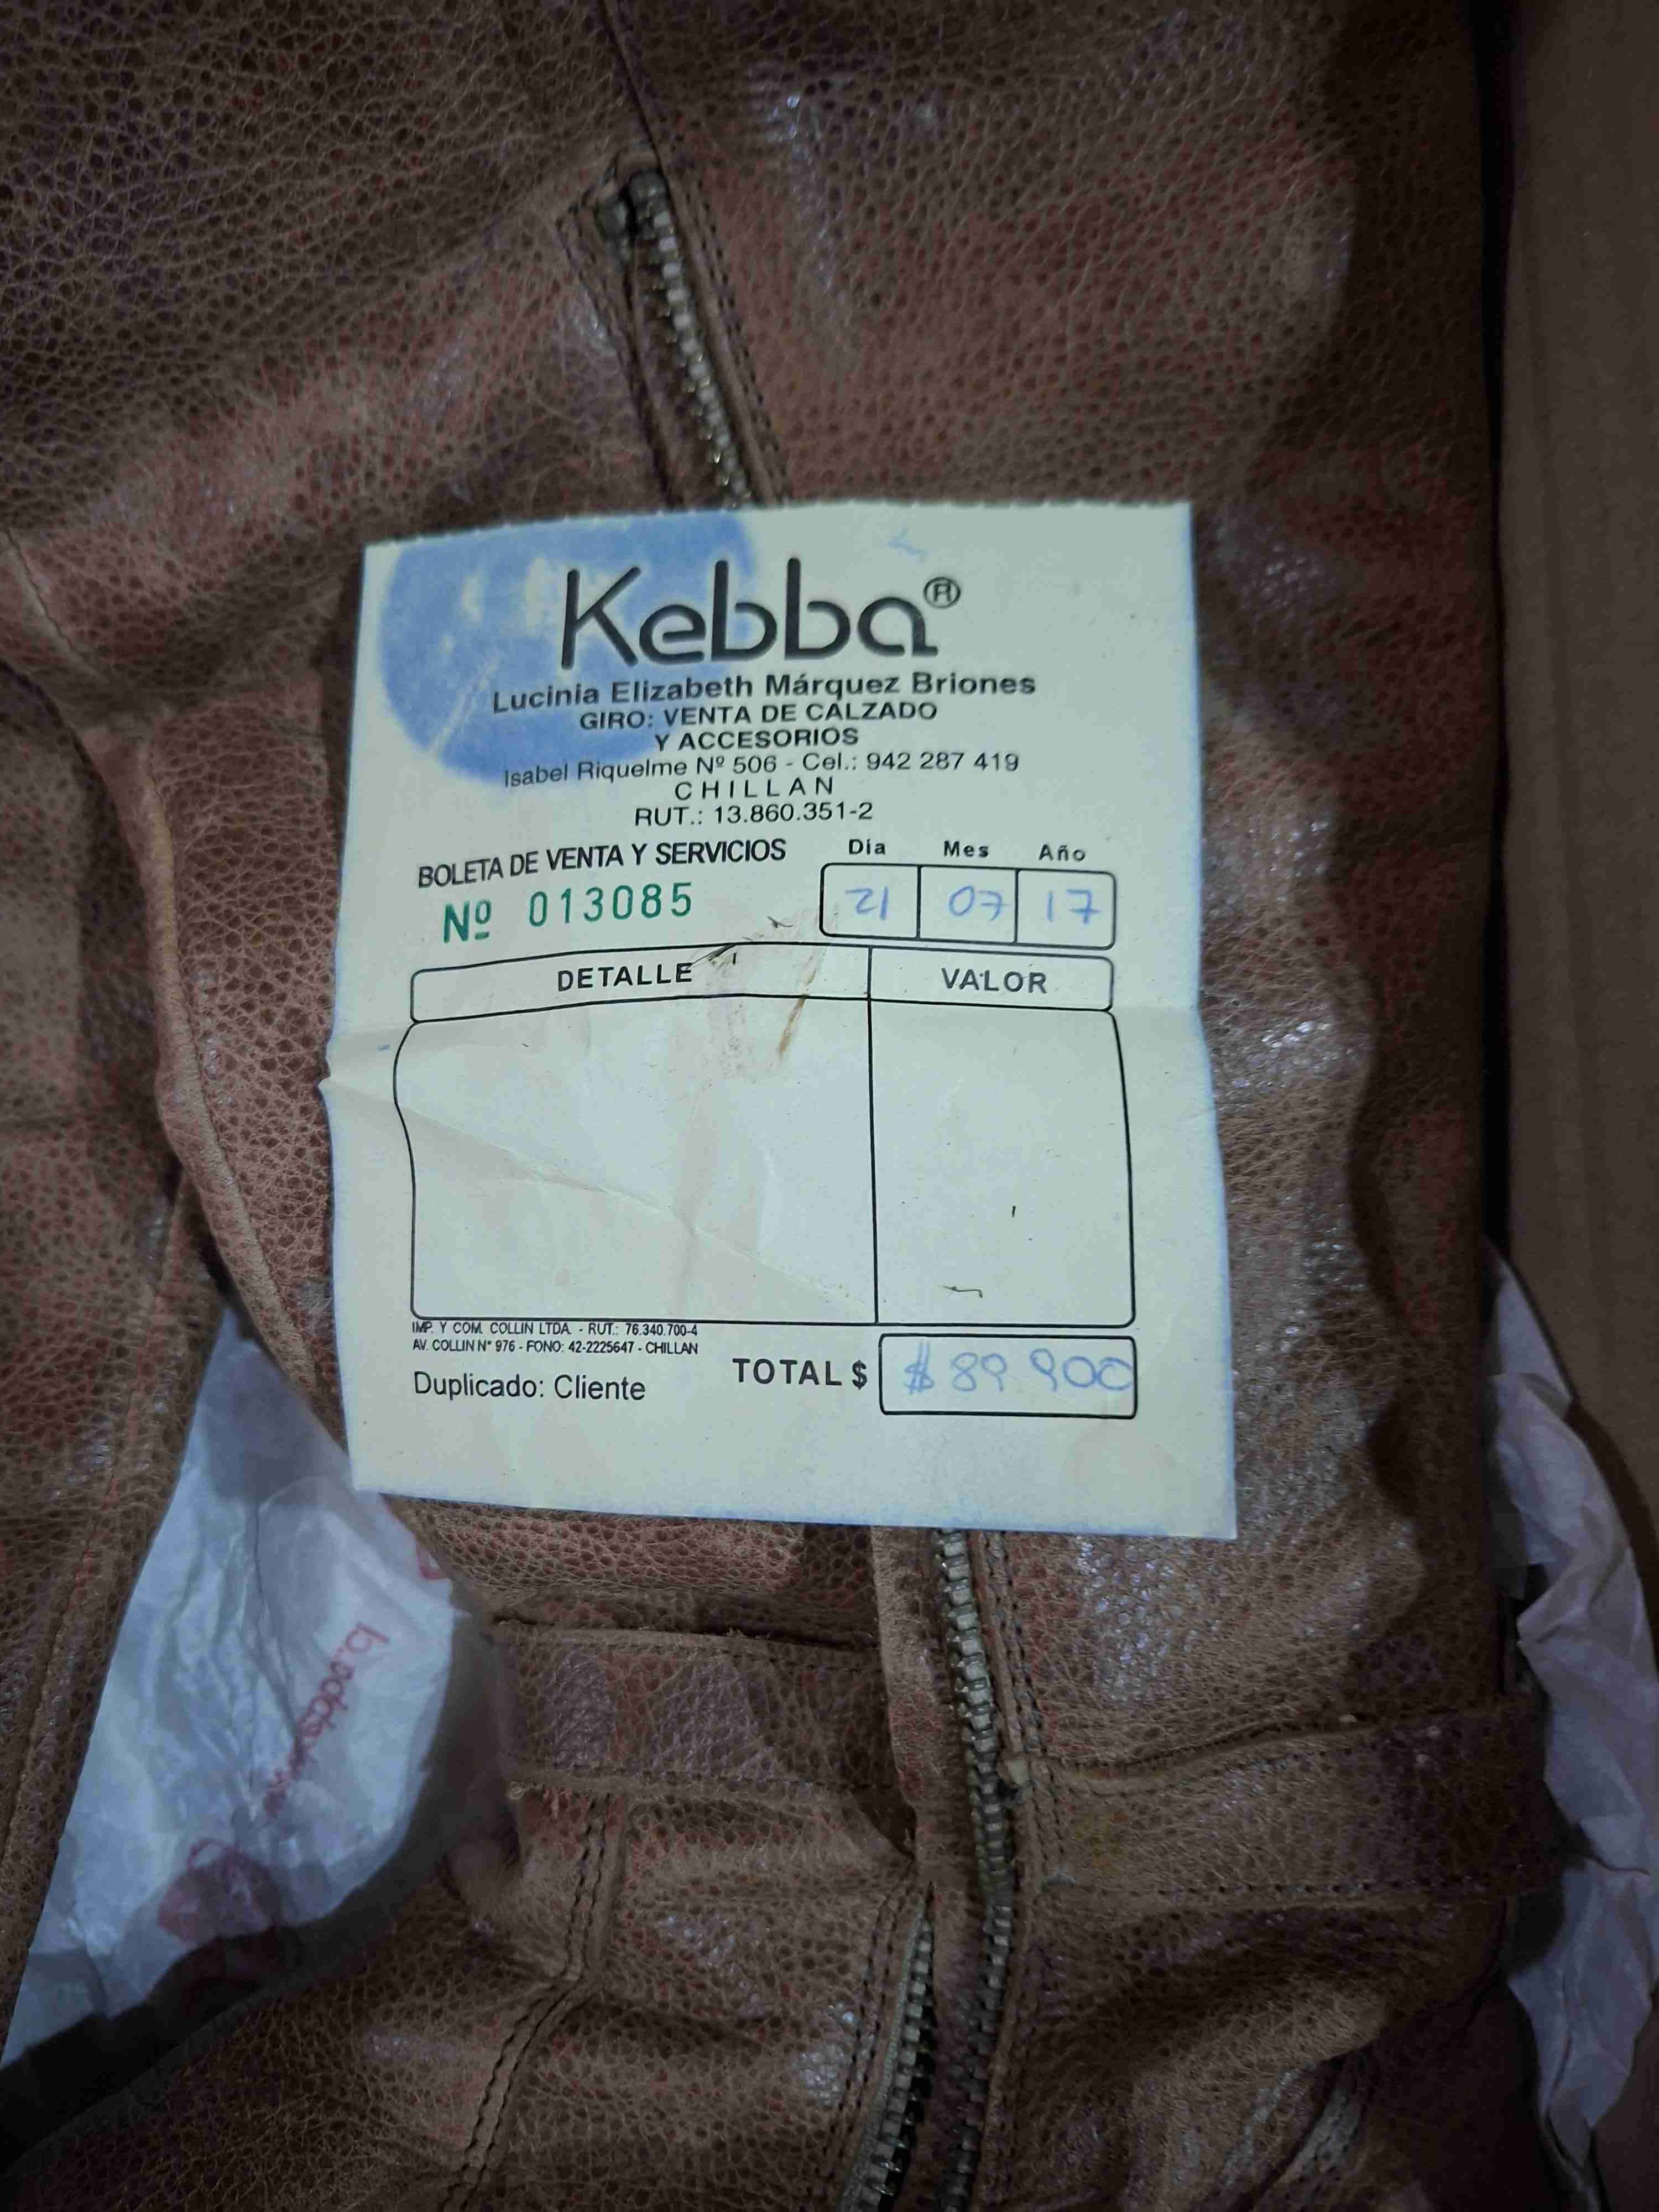 Kebba®
Lucinia Elizabeth Márquez Briones
GIRO: VENTA DE CALZADO
Y ACCESORIOS
Isabel Riquelme Nº 506 - Cel.: 942 287 419
CHILLAN
RUT.: 13.860.351-2
BOLETA DE VENTA Y SERVICIOS
Nº 013085
Día Mes Año
21 07 17
DETALLE VALOR
IMP. Y COM. COLLIN LTDA. - RUT.: 76.340.700-4
AV. COLLIN N° 976 - FONO: 42-2225647 - CHILLAN
Duplicado: Cliente
TOTAL $ $ 89 900